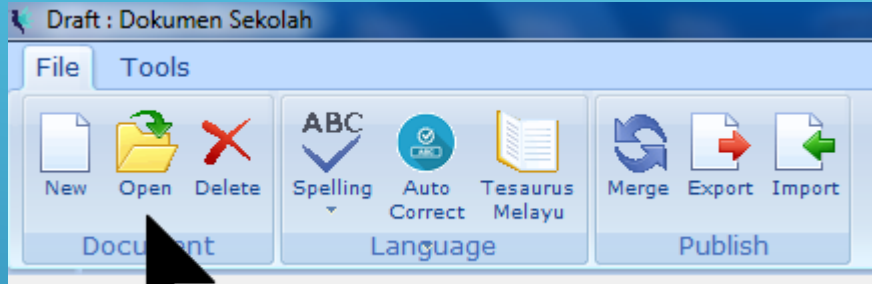 Draft : Dokumen Sekolah
File Tools
ABC
New Open Delete Spelling Auto Correct Tesaurus Melayu Merge Export Import
Document Language Publish